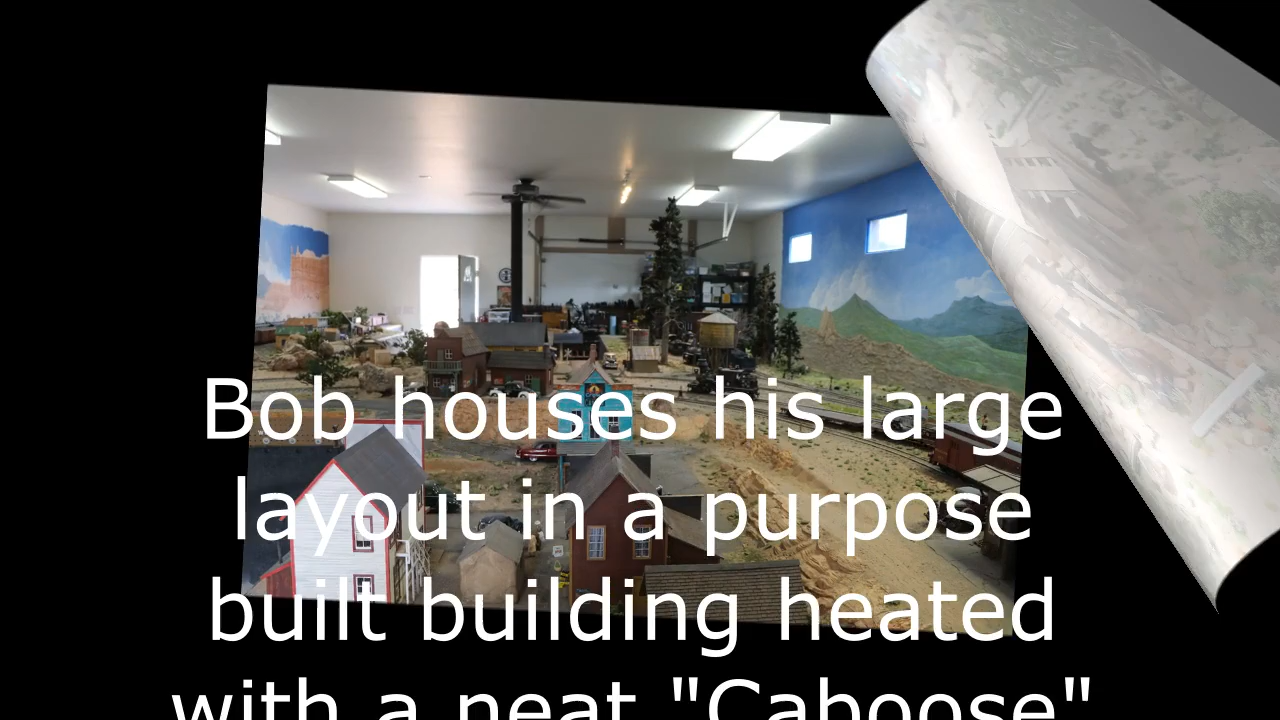 Bob houses his large
layout in a purpose
built building heated
with a neat "Caboose"